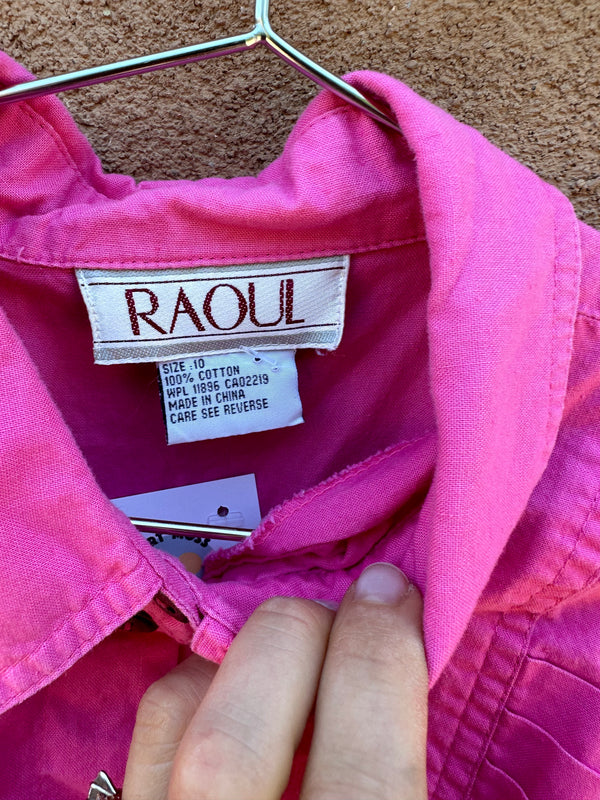 RAOUL
SIZE :10
100% COTTON
WPL 11896 CA02219
MADE IN CHINA
CARE SEE REVERSE